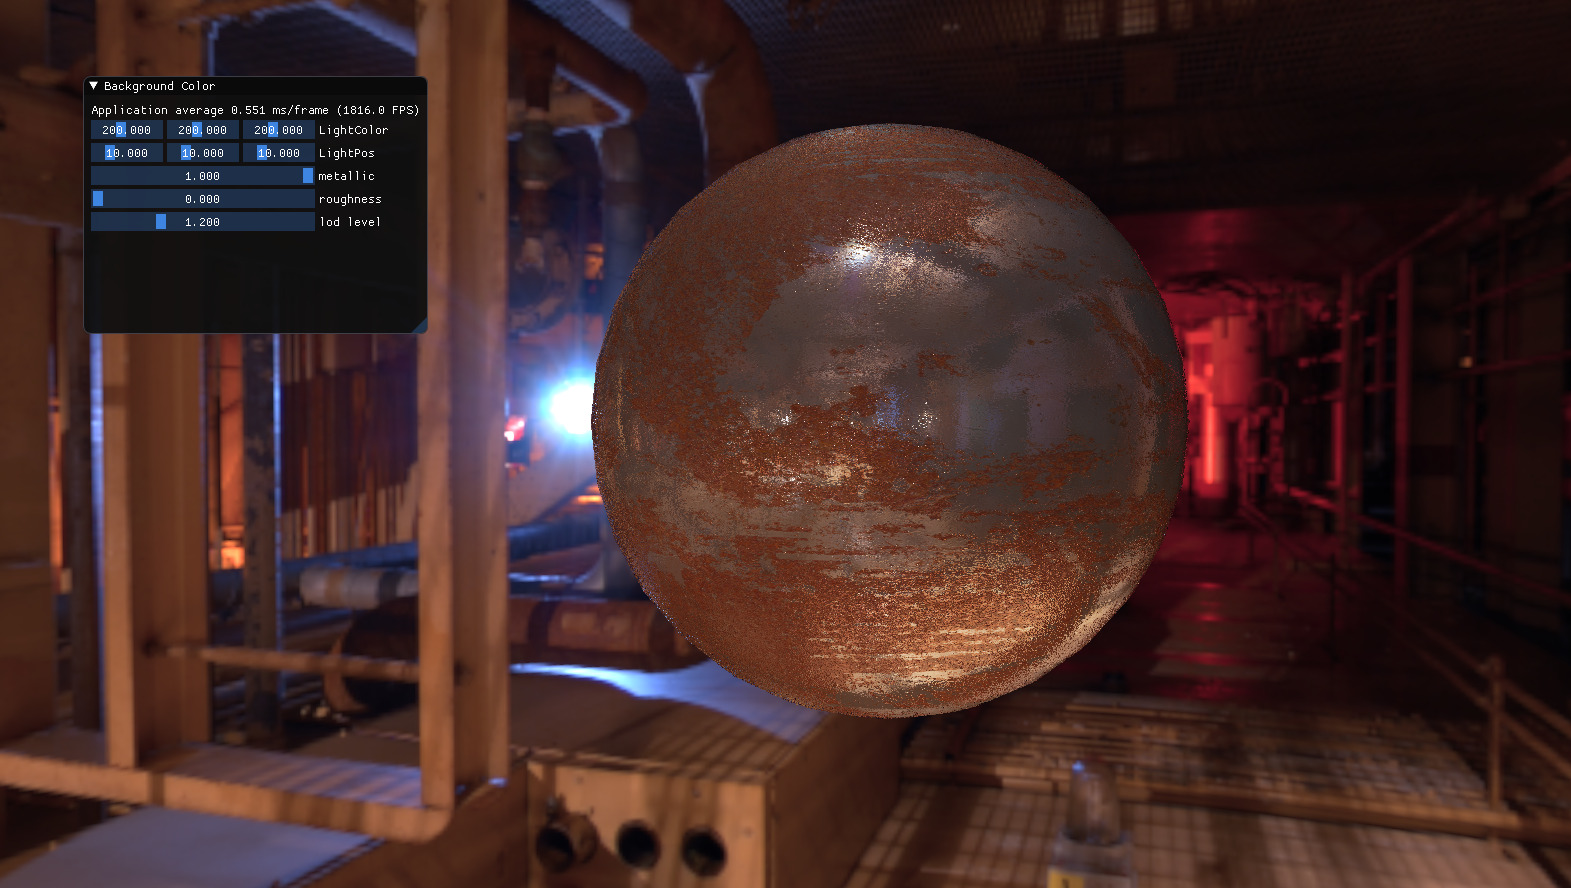 Background Color
Application average 0.551 ms/frame (1816.0 FPS)
200.000 200.000 200.000 LightColor
10.000 10.000 10.000 LightPos
1.000 metallic
0.000 roughness
1.200 lod level